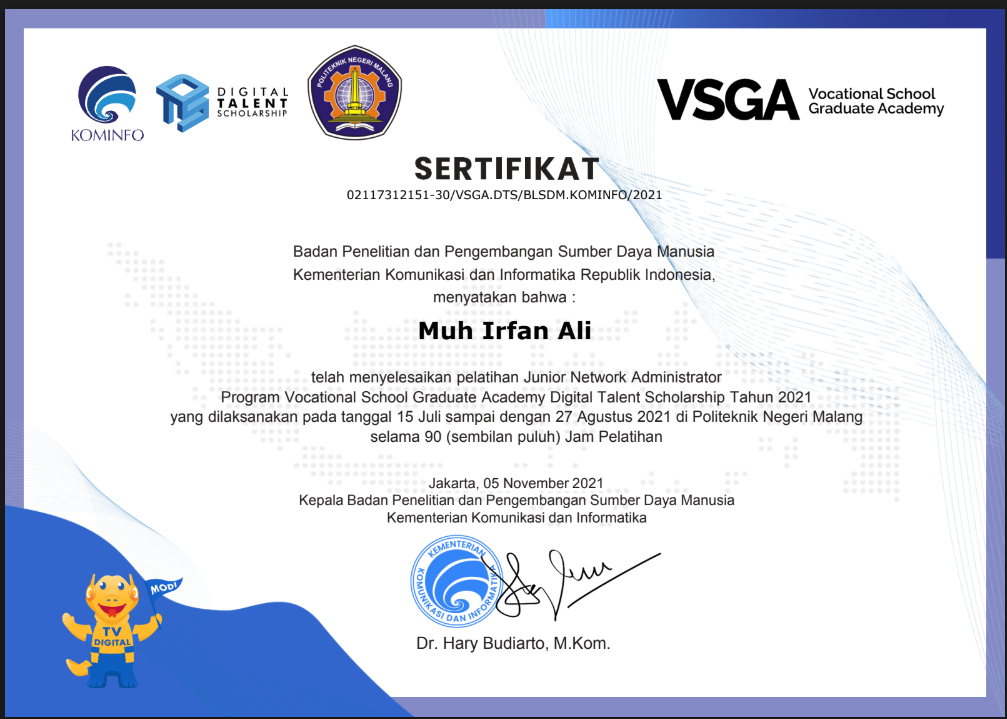 KOMINFO
DIGITAL
TALENT
SCHOLARSHIP
POLITEKNIK NEGERI MALANG
VSGA
Vocational School
Graduate Academy
SERTIFIKAT
02117312151-30/VSGA.DTS/BLSDM.KOMINFO/2021
Badan Penelitian dan Pengembangan Sumber Daya Manusia
Kementerian Komunikasi dan Informatika Republik Indonesia,
menyatakan bahwa :
Muh Irfan Ali
telah menyelesaikan pelatihan Junior Network Administrator
Program Vocational School Graduate Academy Digital Talent Scholarship Tahun 2021
yang dilaksanakan pada tanggal 15 Juli sampai dengan 27 Agustus 2021 di Politeknik Negeri Malang
selama 90 (sembilan puluh) Jam Pelatihan
Jakarta, 05 November 2021
Kepala Badan Penelitian dan Pengembangan Sumber Daya Manusia
Kementerian Komunikasi dan Informatika
KEMENTERIAN
KOMUNIKASI DAN INFORMATIKA
Dr. Hary Budiarto, M.Kom.
MODI
TV
DIGITAL